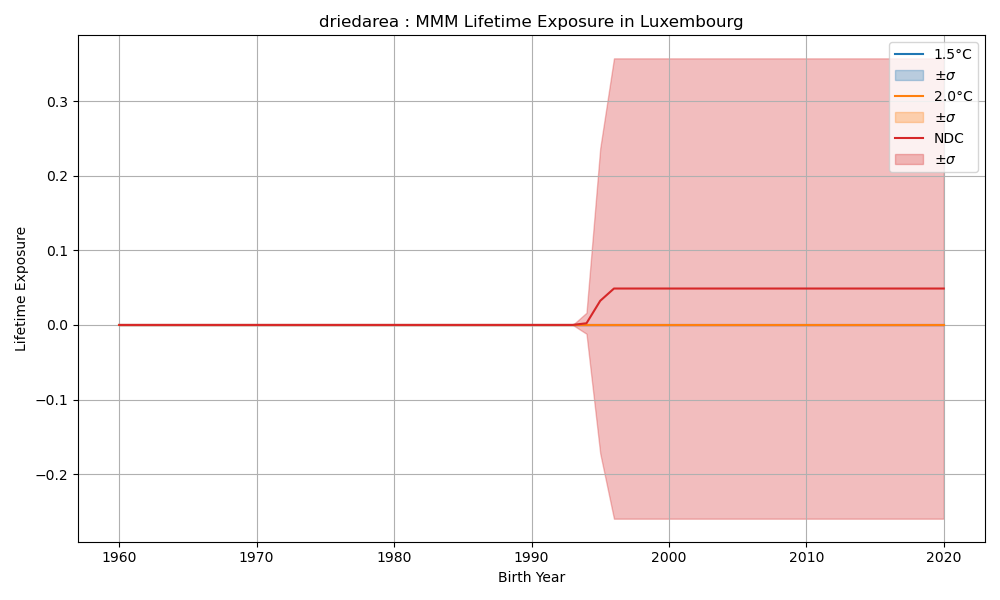 driedarea : MMM Lifetime Exposure in Luxembourg
1.5°C
±σ
2.0°C
±σ
NDC
±σ
Lifetime Exposure
0.3
0.2
0.1
0.0
−0.1
−0.2
1960
1970
1980
1990
2000
2010
2020
Birth Year